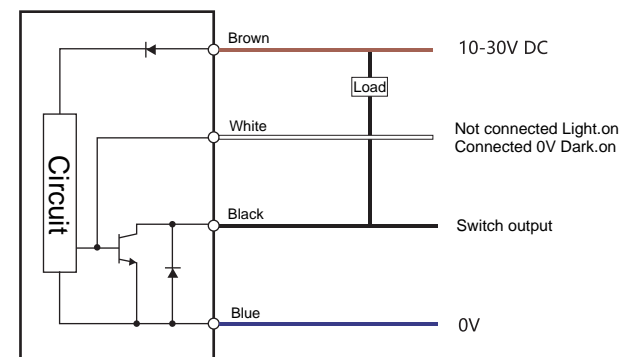 Brown
10-30V DC
Load
White
Not connected Light.on
Connected 0V Dark.on
Circuit
Black
Switch output
Blue
0V